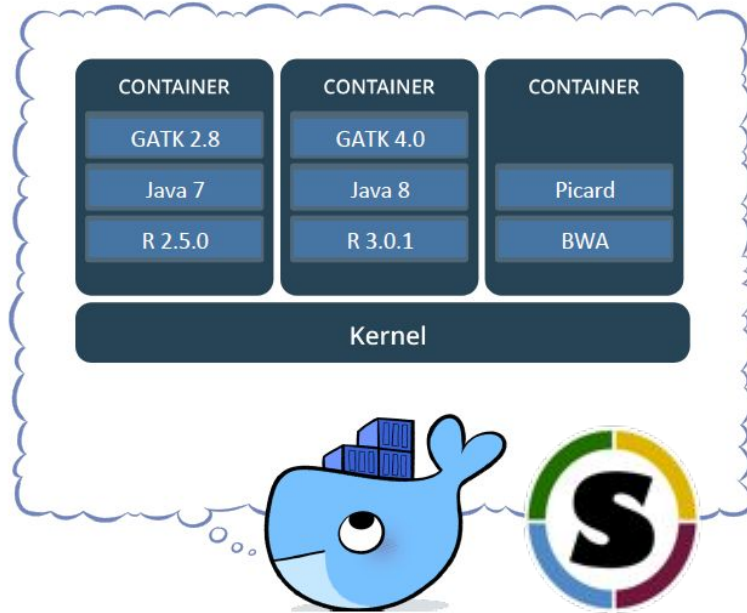 CONTAINER
GATK 2.8
Java 7
R 2.5.0
CONTAINER
GATK 4.0
Java 8
R 3.0.1
CONTAINER
Picard
BWA
Kernel
S